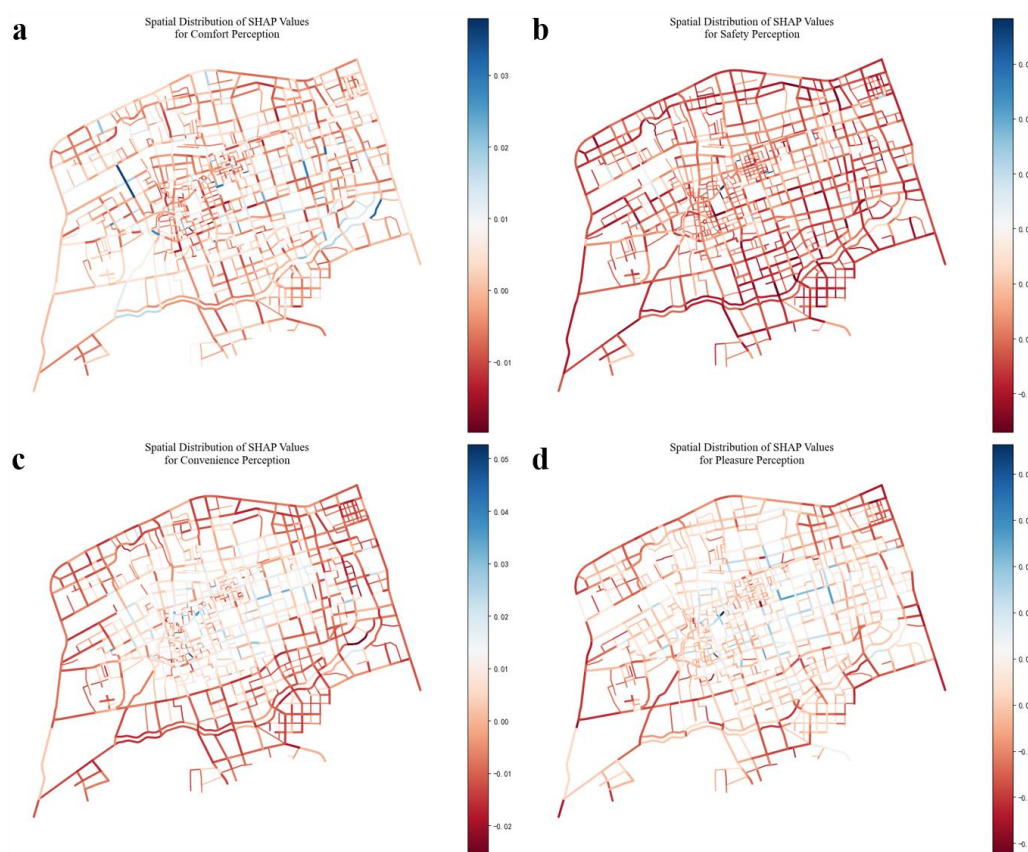 a
Spatial Distribution of SHAP Values
for Comfort Perception
0.03
0.02
0.01
0.00
−0.01
b
Spatial Distribution of SHAP Values
for Safety Perception
c
Spatial Distribution of SHAP Values
for Convenience Perception
0.05
0.04
0.03
0.02
0.01
0.00
−0.01
−0.02
d
Spatial Distribution of SHAP Values
for Pleasure Perception